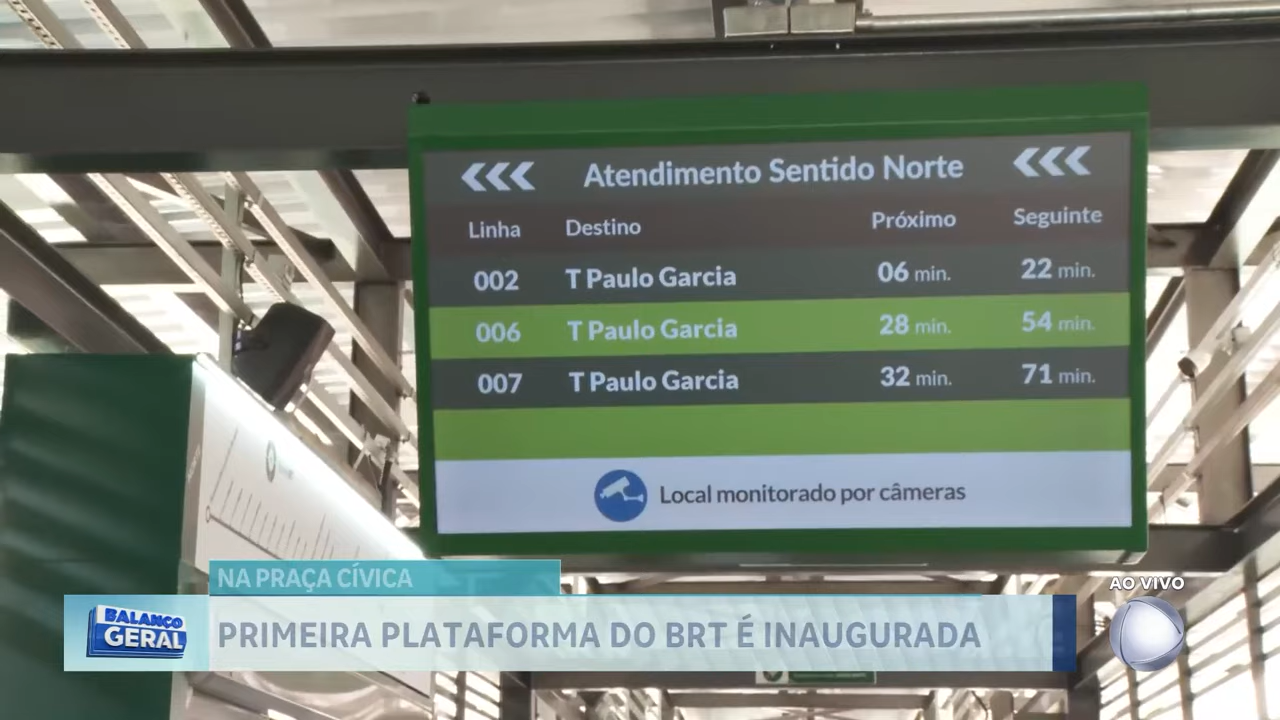 Atendimento Sentido Norte
Linha Destino Próximo Seguinte
002 T Paulo Garcia 06 min. 22 min.
006 T Paulo Garcia 28 min. 54 min.
007 T Paulo Garcia 32 min. 71 min.
Local monitorado por câmeras
NA PRAÇA CÍVICA
AO VIVO
BALANÇO
GERAL
PRIMEIRA PLATAFORMA DO BRT É INAUGURADA